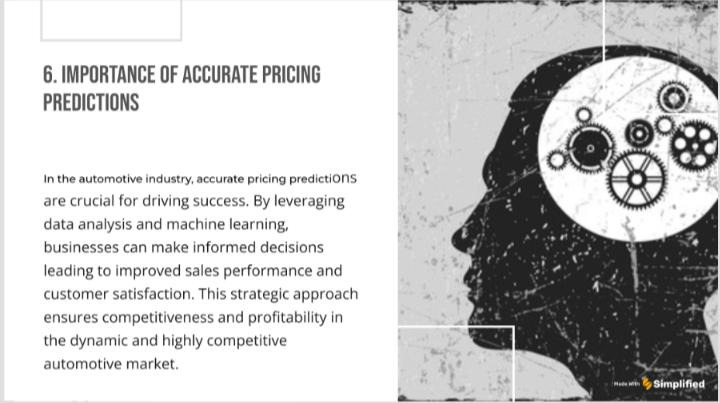 6. IMPORTANCE OF ACCURATE PRICING
PREDICTIONS
In the automotive industry, accurate pricing predictions
are crucial for driving success. By leveraging
data analysis and machine learning,
businesses can make informed decisions
leading to improved sales performance and
customer satisfaction. This strategic approach
ensures competitiveness and profitability in
the dynamic and highly competitive
automotive market.
Made With Simplified